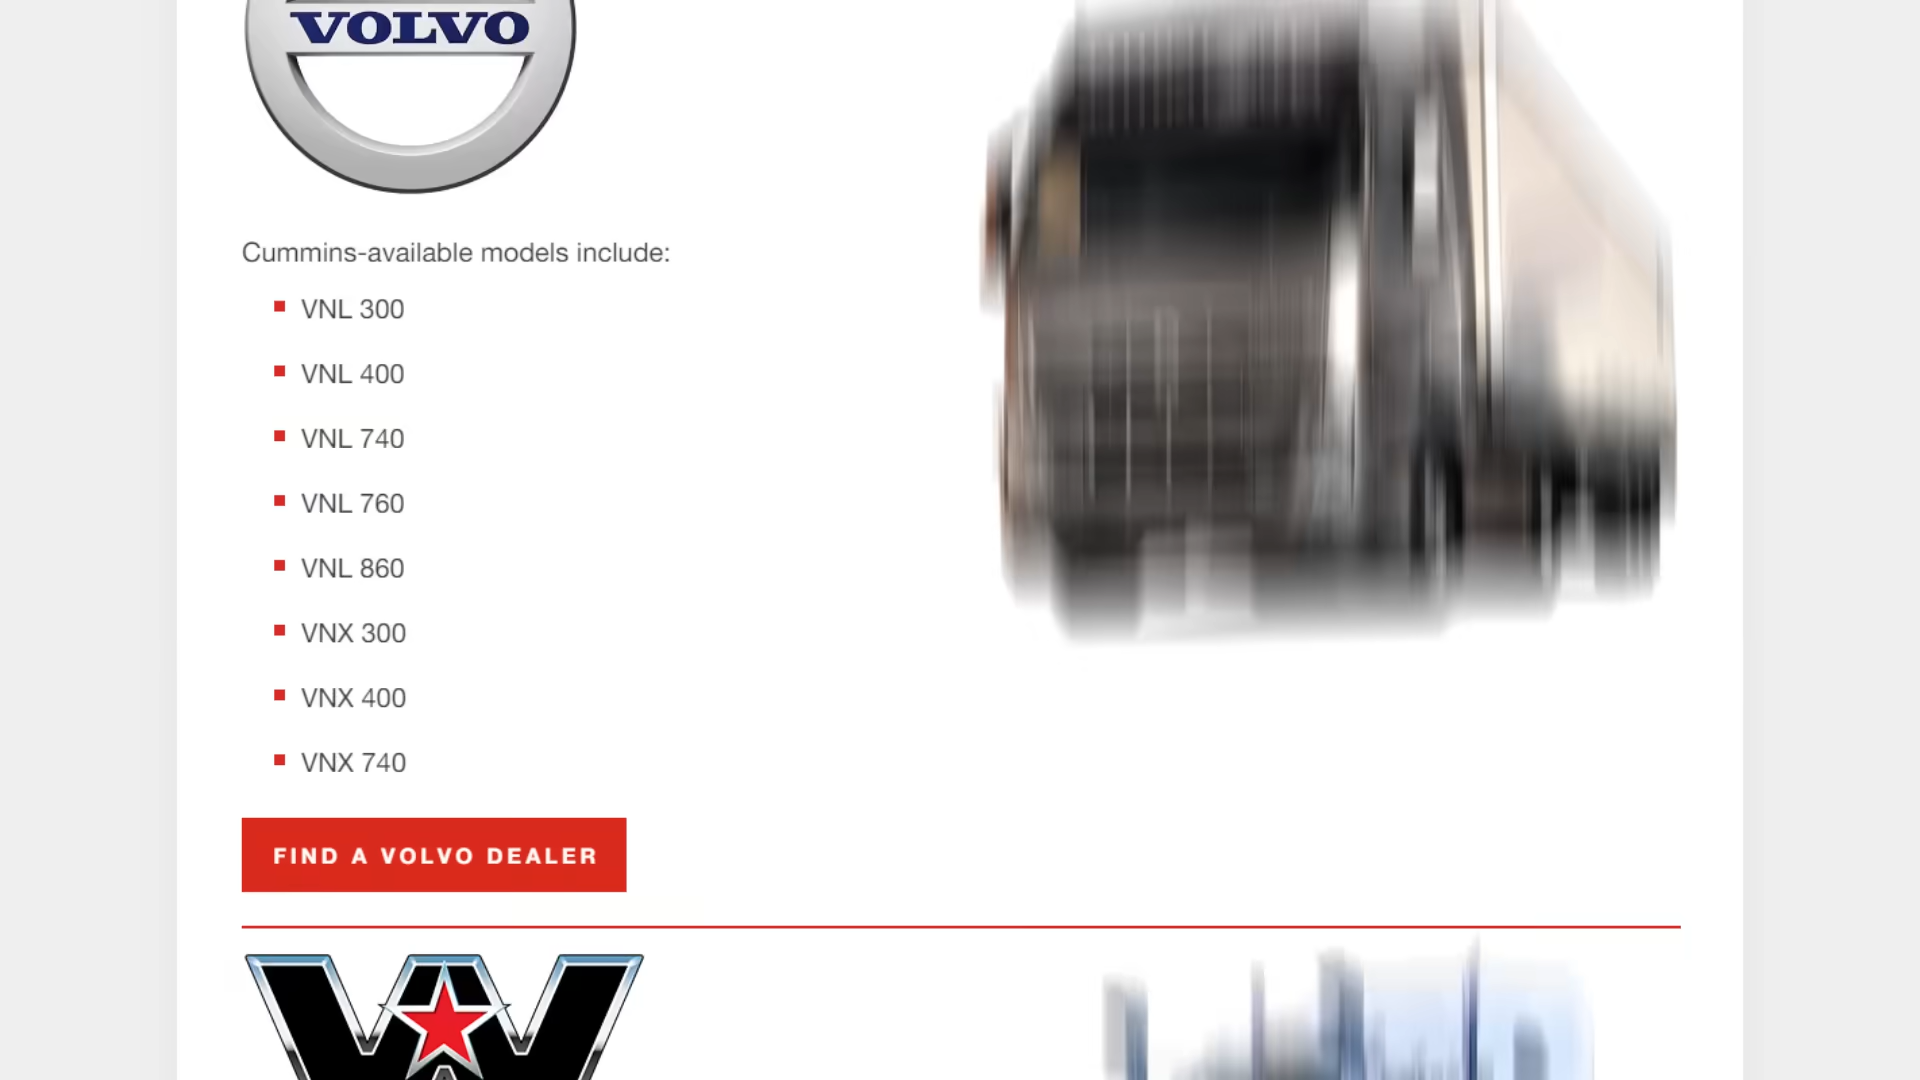 VOLVO
Cummins-available models include:
VNL 300
VNL 400
VNL 740
VNL 760
VNL 860
VNX 300
VNX 400
VNX 740
FIND A VOLVO DEALER